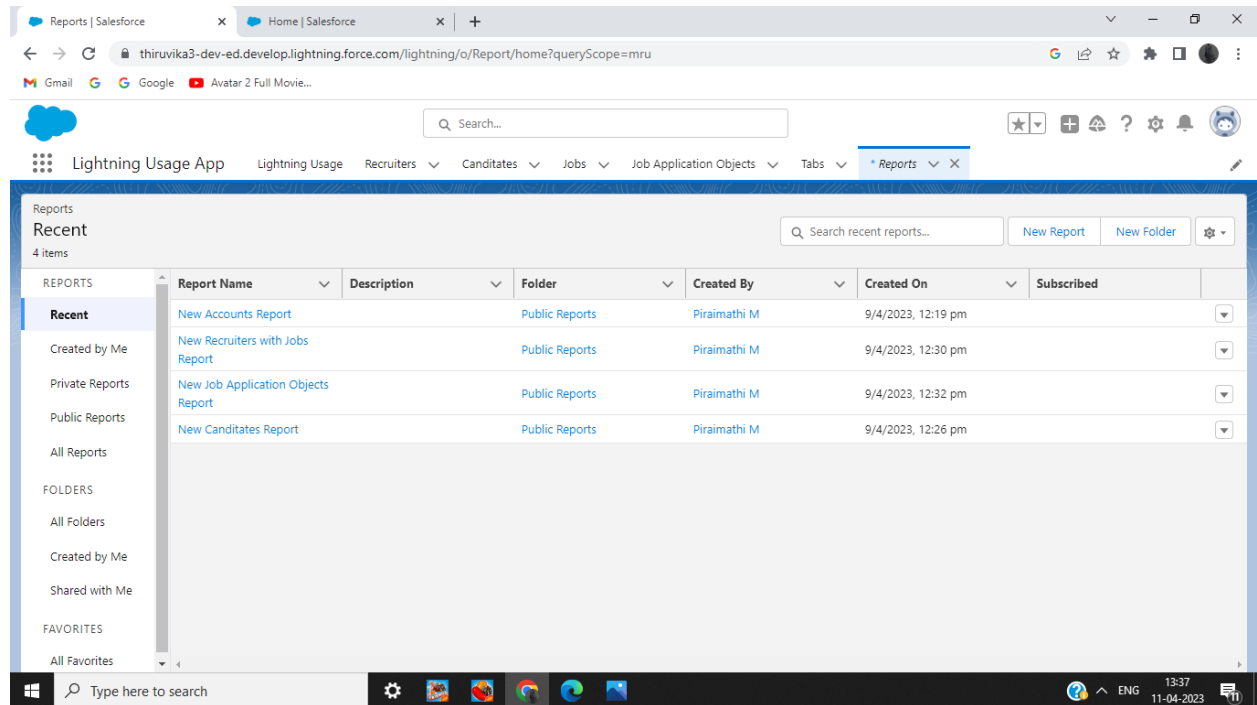 Reports | Salesforce
Home | Salesforce
thiruvika3-dev-ed.develop.lightning.force.com/lightning/o/Report/home?queryScope=mru
Gmail Google Avatar 2 Full Movie...
Search...
Lightning Usage App Lightning Usage Recruiters Canditates Jobs Job Application Objects Tabs * Reports
Reports
Recent
4 items
Search recent reports...
New Report New Folder
REPORTS
Recent
Created by Me
Private Reports
Public Reports
All Reports
FOLDERS
All Folders
Created by Me
Shared with Me
FAVORITES
All Favorites
Report Name Description Folder Created By Created On Subscribed
New Accounts Report Public Reports Piraimathi M 9/4/2023, 12:19 pm
New Recruiters with Jobs
Report Public Reports Piraimathi M 9/4/2023, 12:30 pm
New Job Application Objects
Report Public Reports Piraimathi M 9/4/2023, 12:32 pm
New Canditates Report Public Reports Piraimathi M 9/4/2023, 12:26 pm
Type here to search
ENG
13:37
11-04-2023